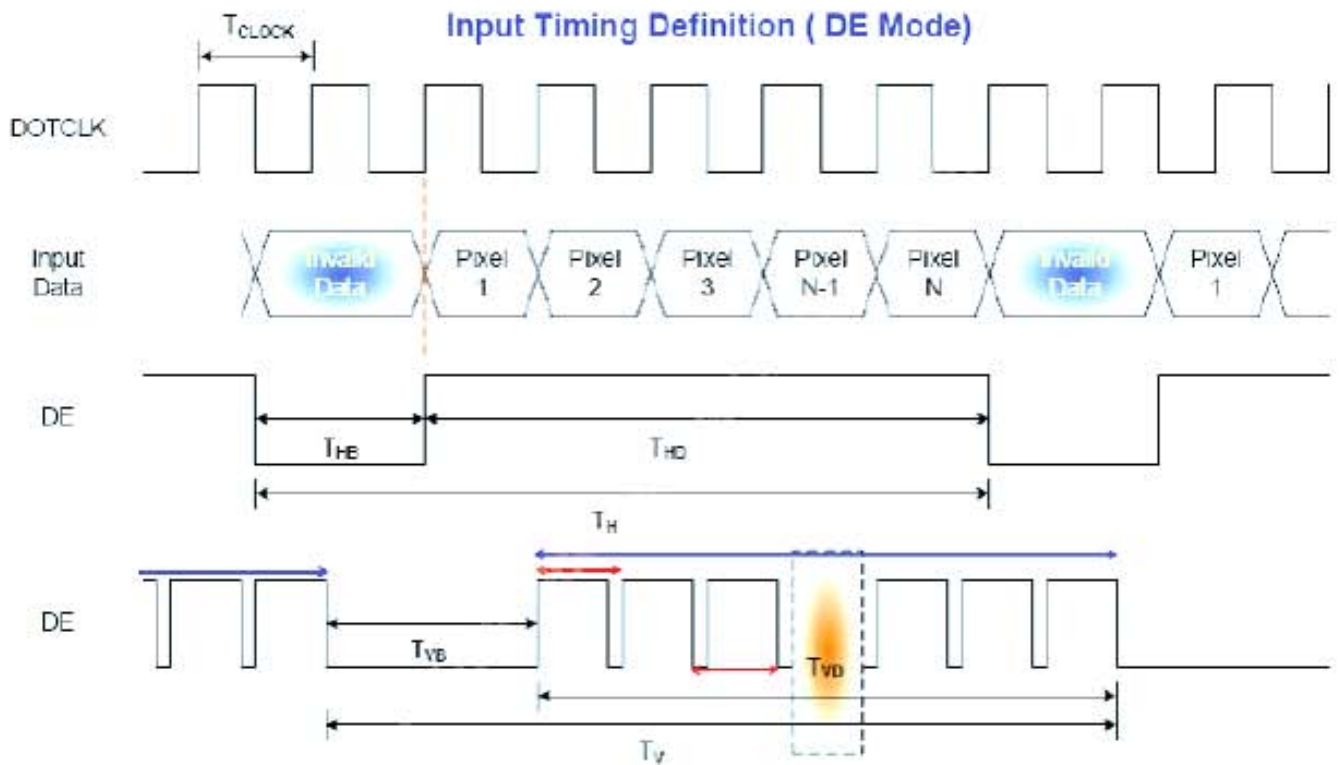 Input Timing Definition ( DE Mode)
TCLOCK
DOTCLK
Input
Data
Invalid
Data
Pixel
1
Pixel
2
Pixel
3
Pixel
N-1
Pixel
N
Invalid
Data
Pixel
1
DE
THB
THD
TH
DE
TVB
TVD
TV